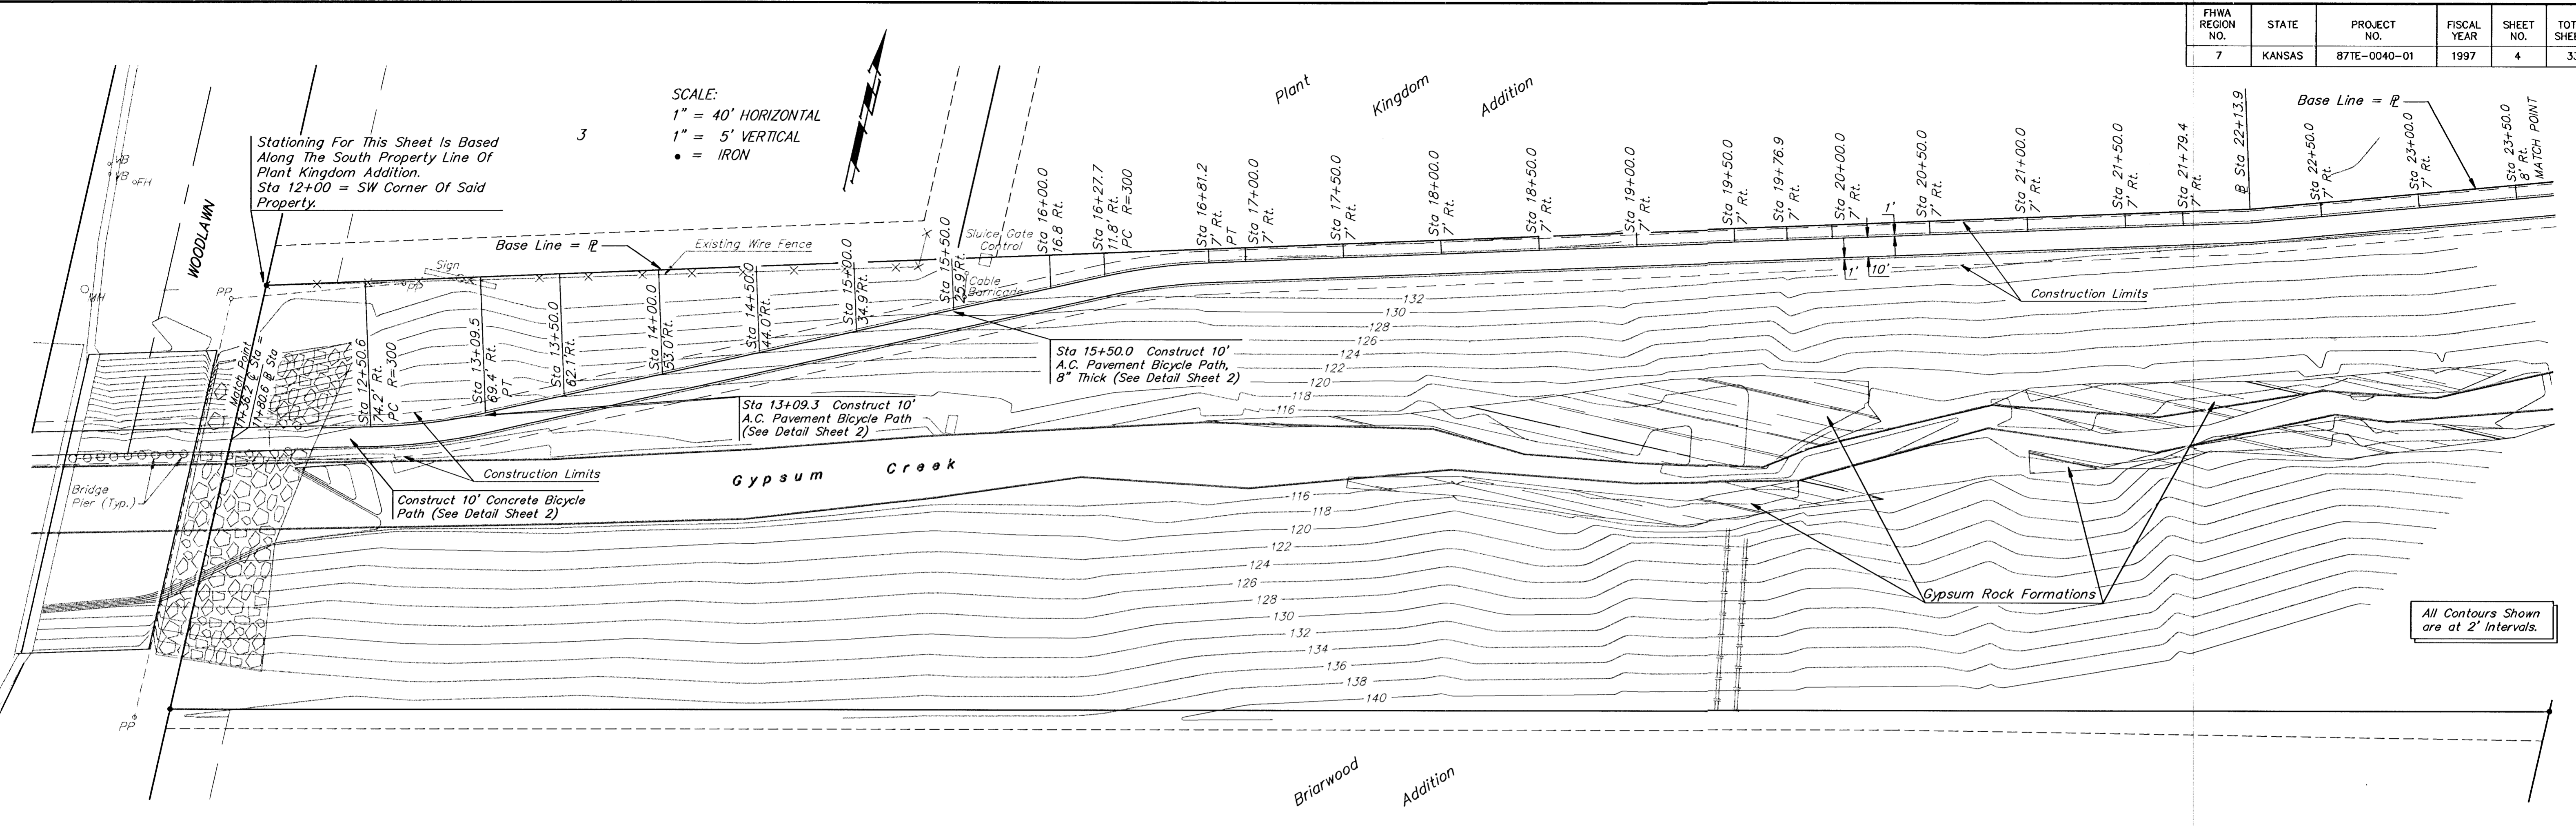 FHWA REGION NO.
STATE
PROJECT NO.
FISCAL YEAR
SHEET NO.
7
KANSAS
87TE-0040-01
1997
4
SCALE:
1" = 40' HORIZONTAL
1" = 5' VERTICAL
• = IRON
3
Stationing For This Sheet Is Based
Along The South Property Line Of
Plant Kingdom Addition.
Sta 12+00 = SW Corner Of Said
Property.
WOODLAWN
VB
VB
FH
MH
PP
Plant Kingdom Addition
Base Line = ⅊
Existing Wire Fence
Sign
PP
Sluice Gate
Control
Cable
Barricade
Match Point
11+36.2 ℄ Sta =
Sta 12+50.6
74.2' Rt.
PC R=300
Sta 13+09.5
69.4' Rt.
PT
Sta 13+50.0
62.1' Rt.
Sta 14+00.0
53.0' Rt.
Sta 14+50.0
44.0' Rt.
Sta 15+00.0
34.9' Rt.
Sta 15+50.0
25.9' Rt.
Sta 16+00.0
16.8' Rt.
Sta 16+27.7
11.8' Rt.
PC R=300
Sta 16+81.2
7' Rt.
PT
Sta 17+00.0
7' Rt.
Sta 17+50.0
7' Rt.
Sta 18+00.0
7' Rt.
Sta 18+50.0
7' Rt.
Sta 19+00.0
7' Rt.
Sta 19+50.0
7' Rt.
Sta 19+76.9
7' Rt.
Sta 20+00.0
7' Rt.
1'
Sta 20+50.0
7' Rt.
Sta 21+00.0
7' Rt.
Sta 21+50.0
7' Rt.
Sta 21+79.4
7' Rt.
Sta 22+13.9
Base Line = ⅊
Sta 22+50.0
7' Rt.
Sta 23+00.0
7' Rt.
Sta 23+50.0
8' Rt.
MATCH POINT
1'
10'
Construction Limits
132
130
128
126
124
122
120
118
116
Sta 15+50.0 Construct 10'
A.C. Pavement Bicycle Path,
8" Thick (See Detail Sheet 2)
Sta 13+09.3 Construct 10'
A.C. Pavement Bicycle Path
(See Detail Sheet 2)
Construction Limits
Construct 10' Concrete Bicycle
Path (See Detail Sheet 2)
Bridge
Pier (Typ.)
Gypsum Creek
116
118
120
122
124
126
128
130
132
134
136
138
140
Gypsum Rock Formations
All Contours Shown
are at 2' Intervals.
PP
Briarwood Addition